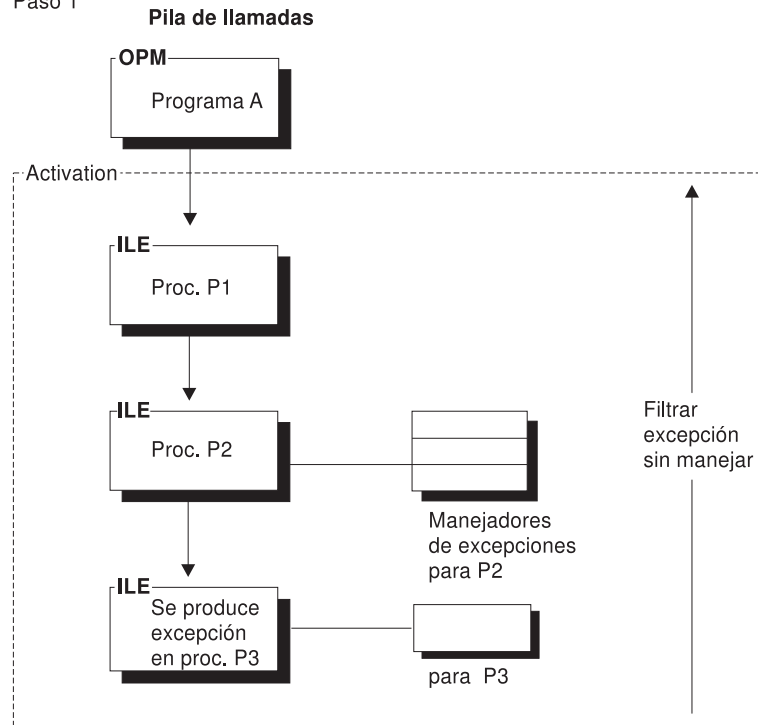 Paso 1
Pila de llamadas
OPM
Programa A
Activation
ILE
Proc. P1
ILE
Proc. P2
Manejadores
de excepciones
para P2
Filtrar
excepción
sin manejar
ILE
Se produce
excepción
en proc. P3
para P3